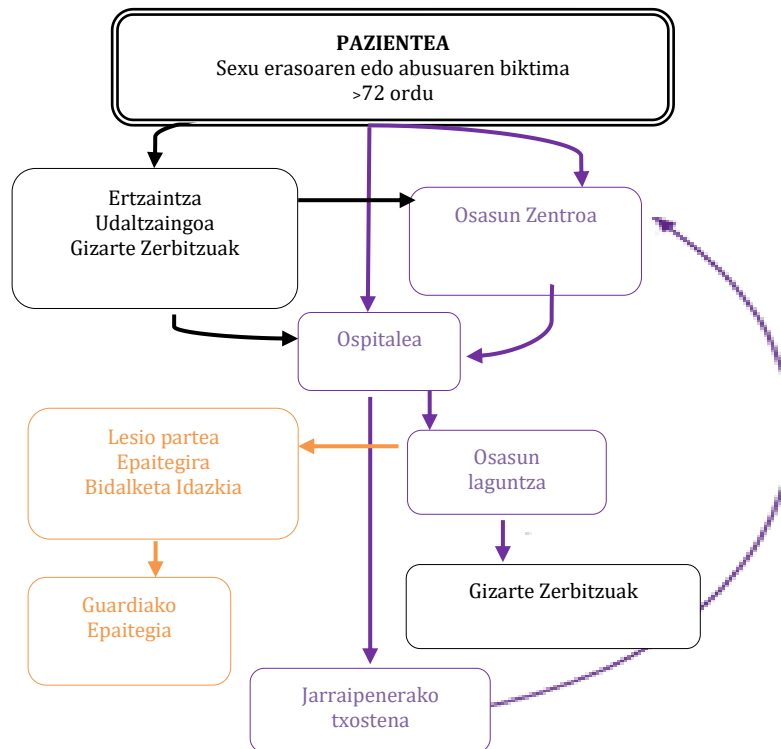 PAZIENTEA
Sexu erasoaren edo abusuaren biktima
>72 ordu
Ertzaintza
Udaltzaingoa
Gizarte Zerbitzuak
Osasun Zentroa
Ospitalea
Lesio partea
Epaitegira
Bidalketa Idazkia
Osasun
laguntza
Guardiako
Epaitegia
Gizarte Zerbitzuak
Jarraipenerako
txostena